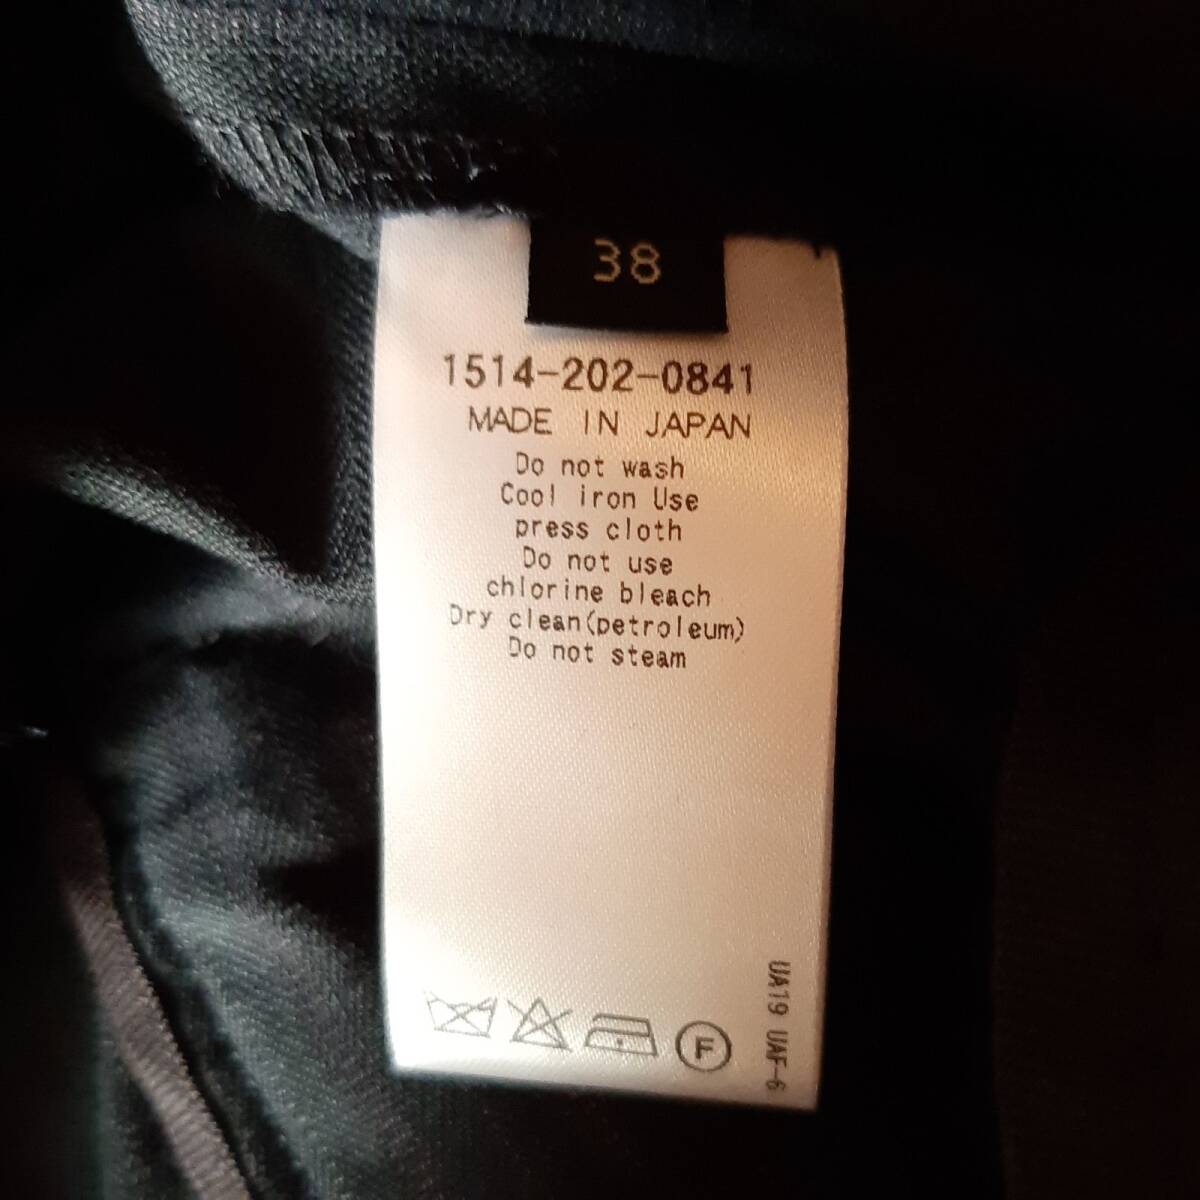 38
1514-202-0841
MADE IN JAPAN
Do not wash
Cool iron Use
press cloth
Do not use
chlorine bleach
Dry clean(petroleum)
Do not steam
F
UA19 UAF-6